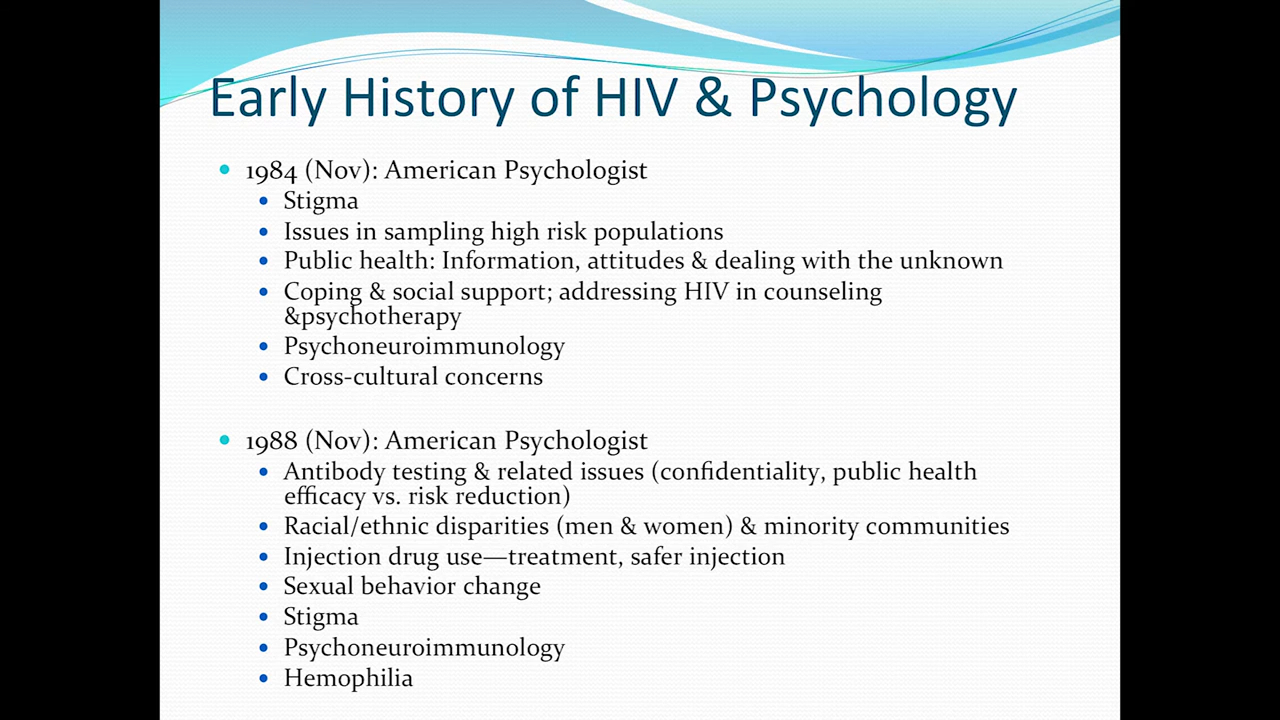 Early History of HIV & Psychology
1984 (Nov): American Psychologist
Stigma
Issues in sampling high risk populations
Public health: Information, attitudes & dealing with the unknown
Coping & social support; addressing HIV in counseling
&psychotherapy
Psychoneuroimmunology
Cross-cultural concerns
1988 (Nov): American Psychologist
Antibody testing & related issues (confidentiality, public health
efficacy vs. risk reduction)
Racial/ethnic disparities (men & women) & minority communities
Injection drug use—treatment, safer injection
Sexual behavior change
Stigma
Psychoneuroimmunology
Hemophilia